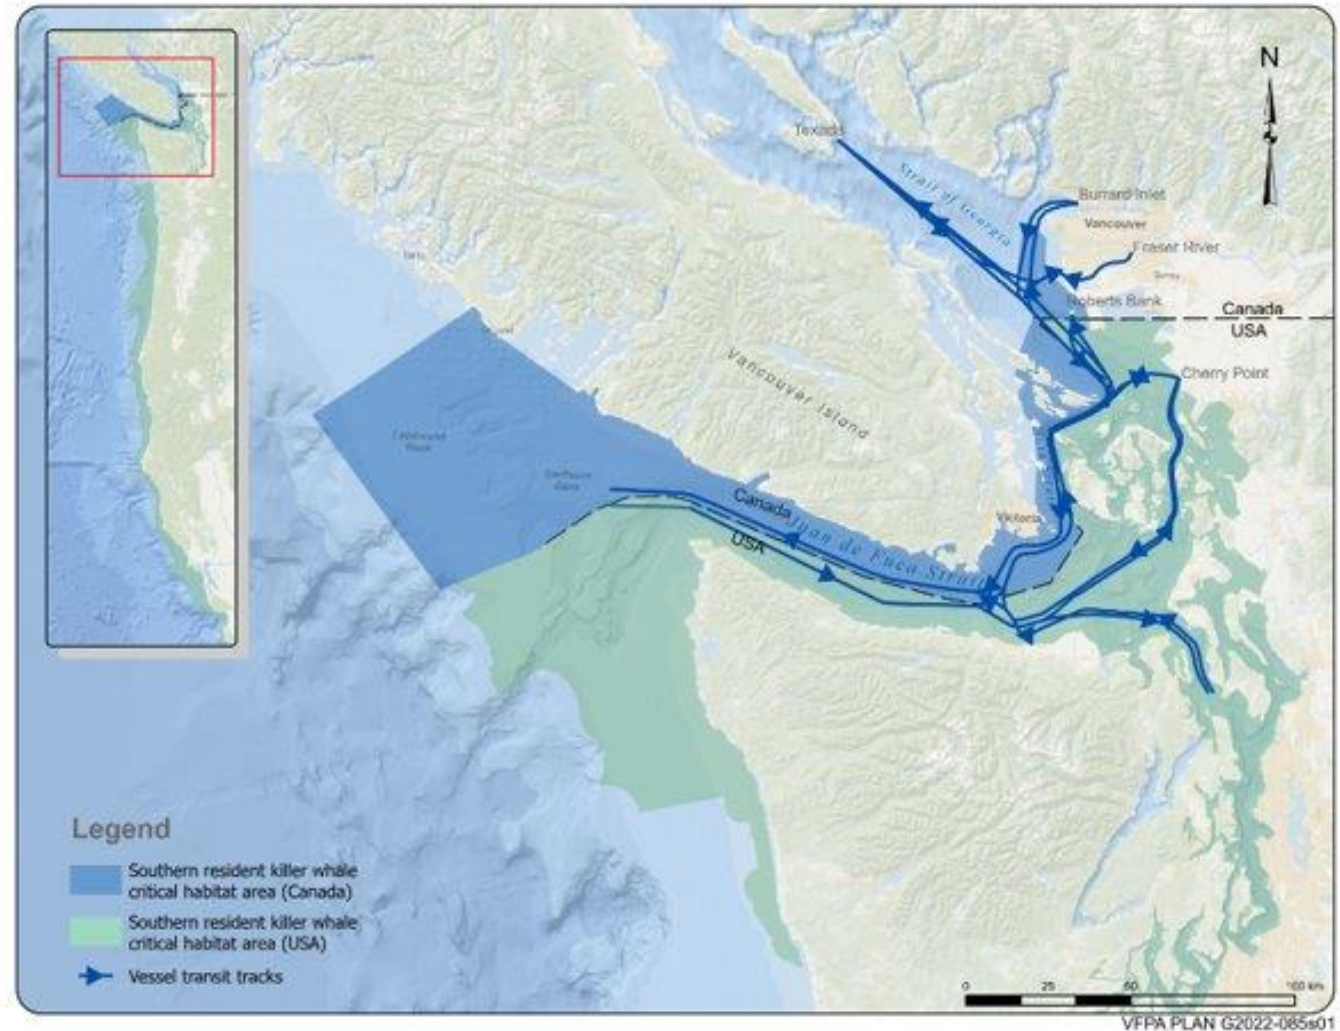 N
Texada
Strait of Georgia
Burrard Inlet
Vancouver
Fraser River
Surrey
Roberts Bank
Canada
USA
Cherry Point
Vancouver Island
Victoria
Canada
USA
Juan de Fuca Strait
Legend
Southern resident killer whale
critical habitat area (Canada)
Southern resident killer whale
critical habitat area (USA)
Vessel transit tracks
0 25 50 100 km
VFPA PLAN G2022-085s01